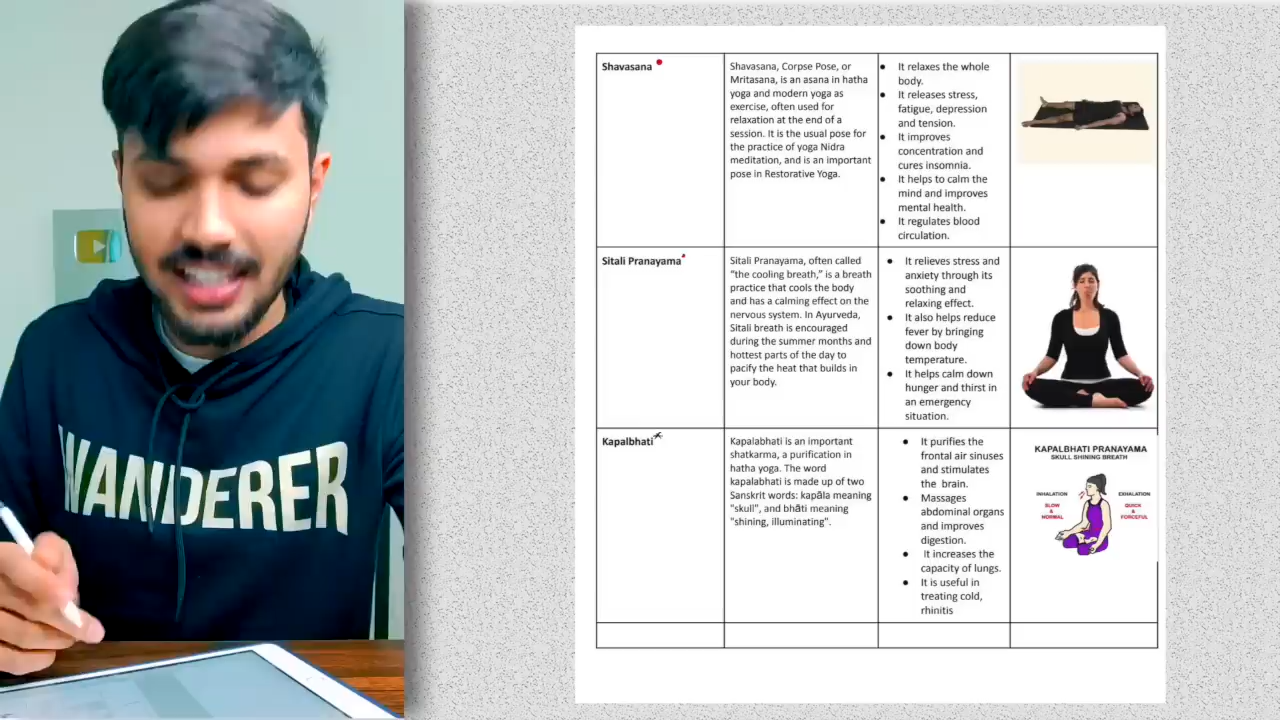 WANDERER
Shavasana
Shavasana, Corpse Pose, or
Mritasana, is an asana in hatha
yoga and modern yoga as
exercise, often used for
relaxation at the end of a
session. It is the usual pose for
the practice of yoga Nidra
meditation, and is an important
pose in Restorative Yoga.
● It relaxes the whole
body.
● It releases stress,
fatigue, depression
and tension.
● It improves
concentration and
cures insomnia.
● It helps to calm the
mind and improves
mental health.
● It regulates blood
circulation.
Sitali Pranayama
Sitali Pranayama, often called
"the cooling breath," is a breath
practice that cools the body
and has a calming effect on the
nervous system. In Ayurveda,
Sitali breath is encouraged
during the summer months and
hottest parts of the day to
pacify the heat that builds in
your body.
● It relieves stress and
anxiety through its
soothing and
relaxing effect.
● It also helps reduce
fever by bringing
down body
temperature.
● It helps calm down
hunger and thirst in
an emergency
situation.
Kapalbhati
Kapalabhati is an important
shatkarma, a purification in
hatha yoga. The word
kapalabhati is made up of two
Sanskrit words: kapāla meaning
"skull", and bhāti meaning
"shining, illuminating".
● It purifies the
frontal air sinuses
and stimulates
the brain.
● Massages
abdominal organs
and improves
digestion.
● It increases the
capacity of lungs.
● It is useful in
treating cold,
rhinitis
KAPALBHATI PRANAYAMA
SKULL SHINING BREATH
INHALATION
SLOW
&
NORMAL
EXHALATION
QUICK
&
FORCEFUL